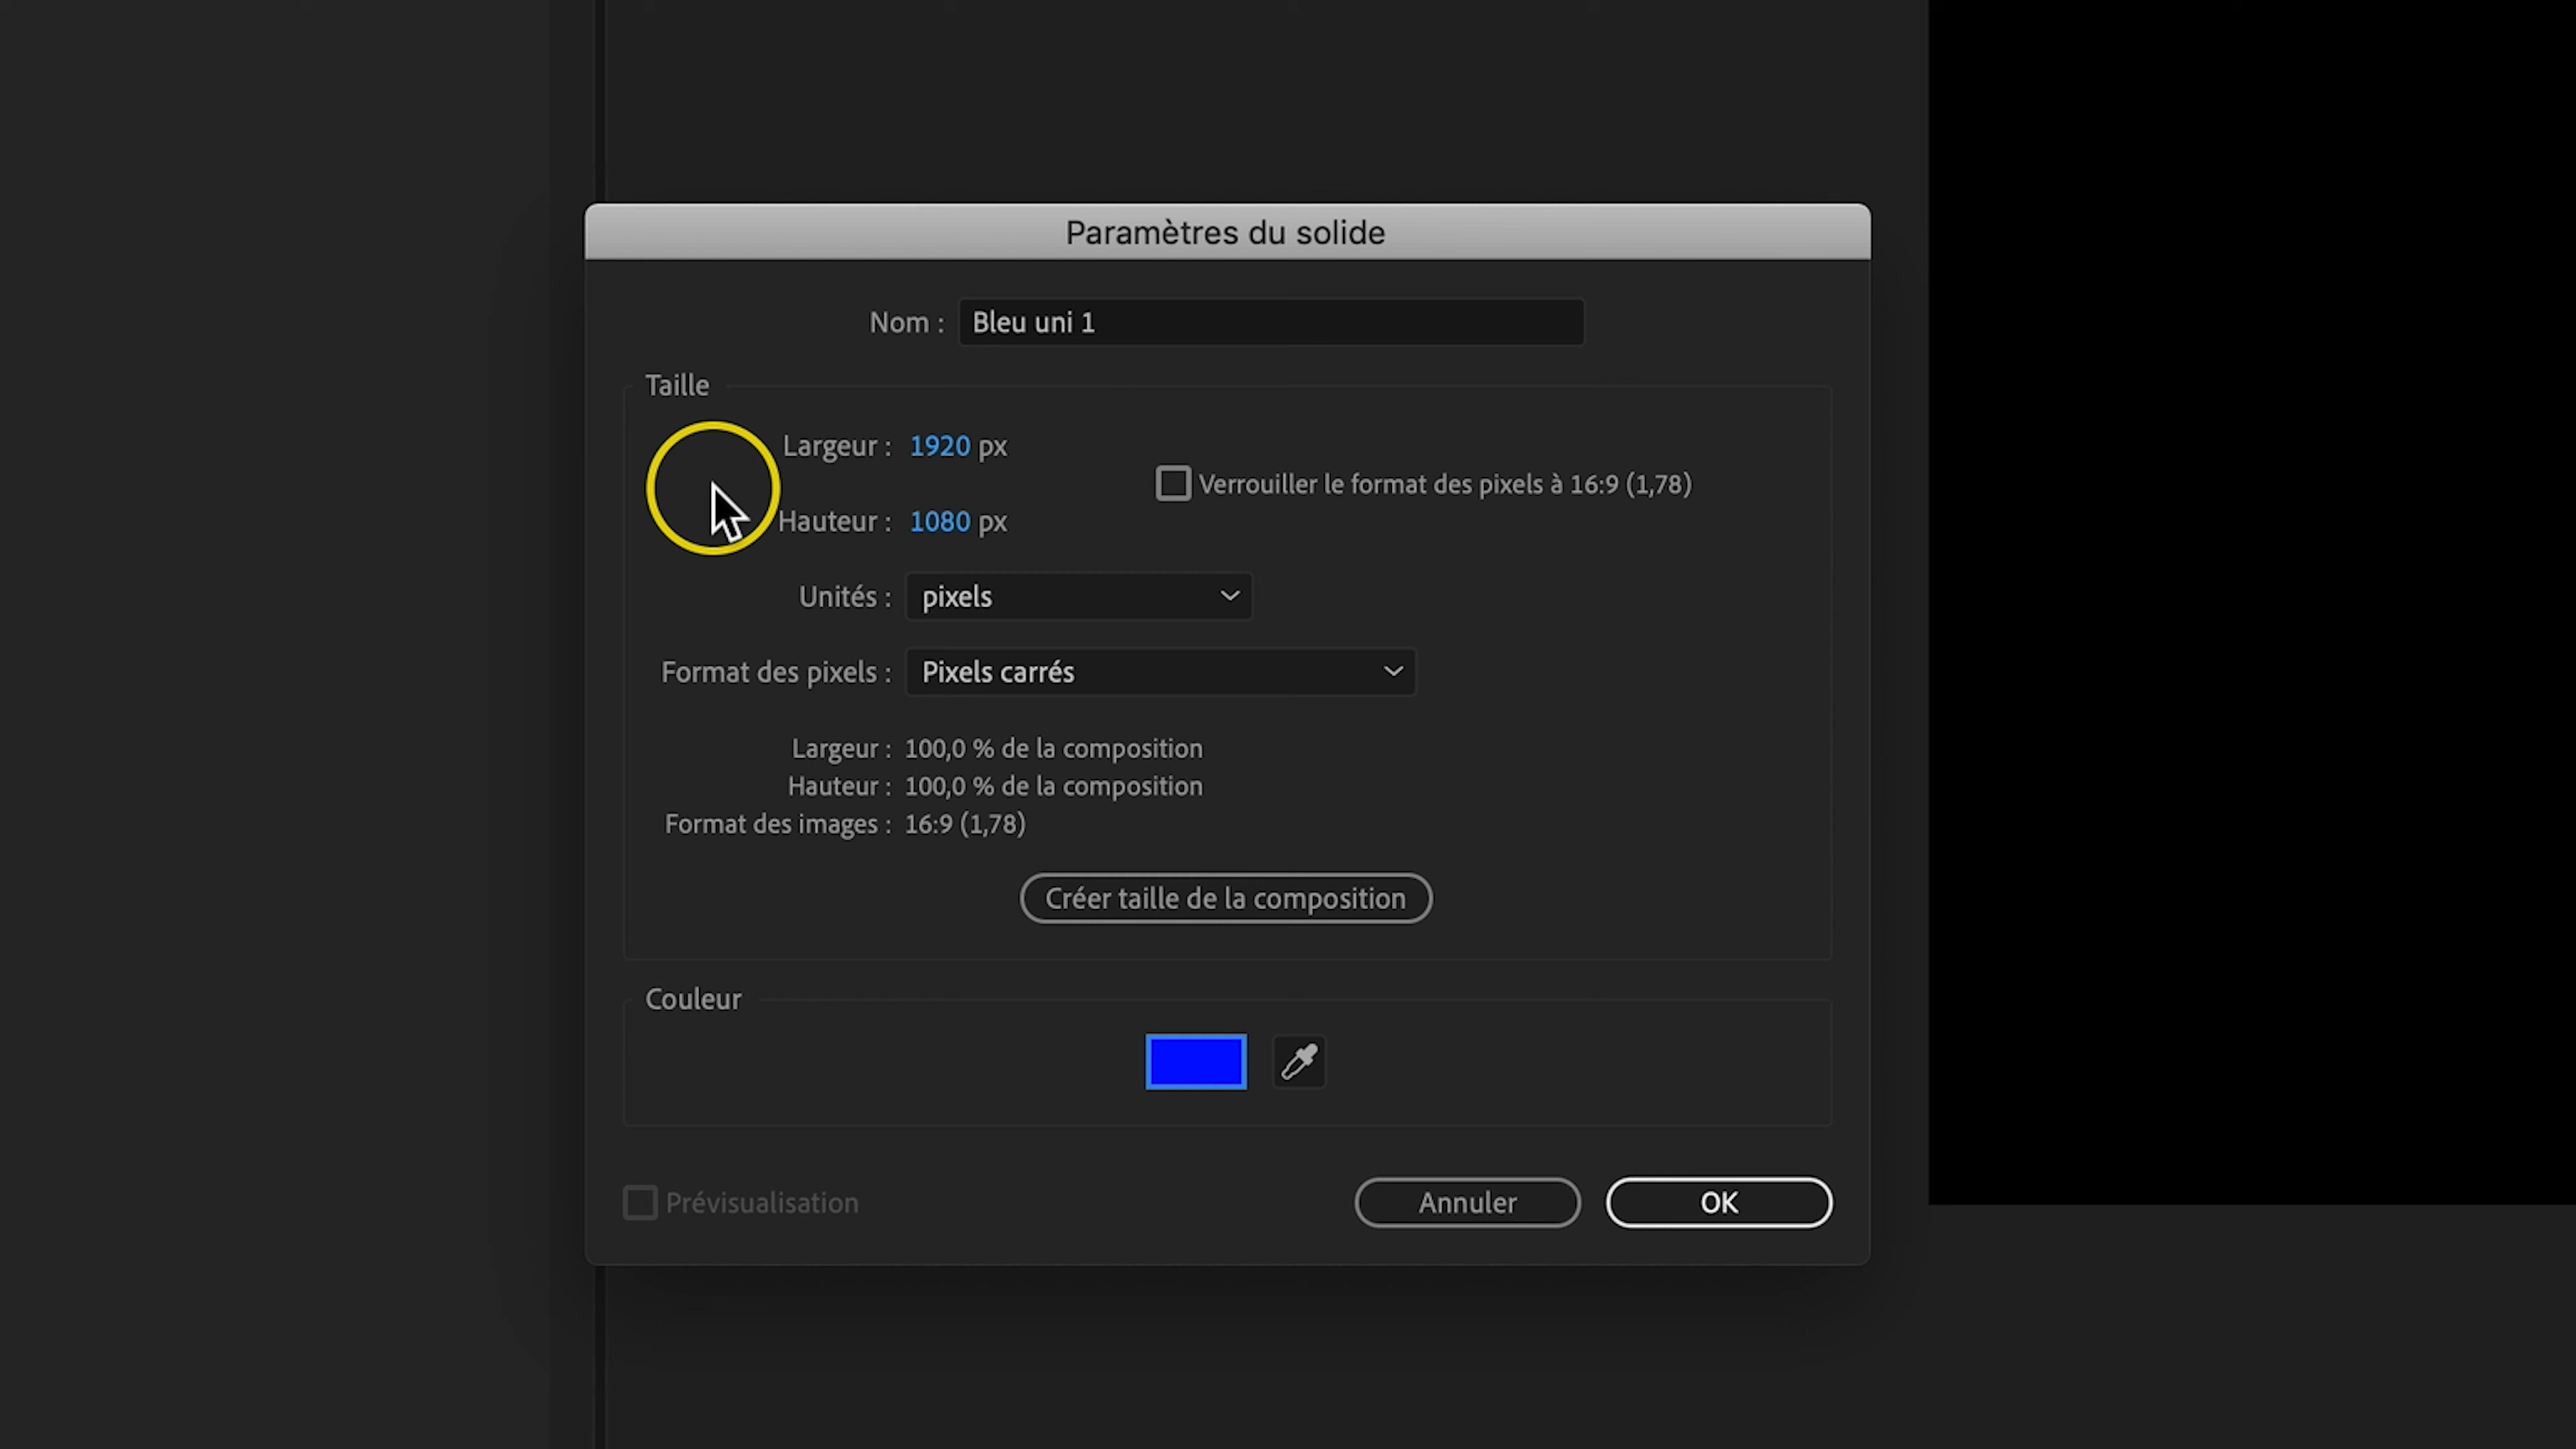 Paramètres du solide
Nom : Bleu uni 1
Taille
Largeur : 1920 px
Verrouiller le format des pixels à 16:9 (1,78)
Hauteur : 1080 px
Unités : pixels
Format des pixels : Pixels carrés
Largeur : 100,0 % de la composition
Hauteur : 100,0 % de la composition
Format des images : 16:9 (1,78)
Créer taille de la composition
Couleur
Prévisualisation Annuler OK